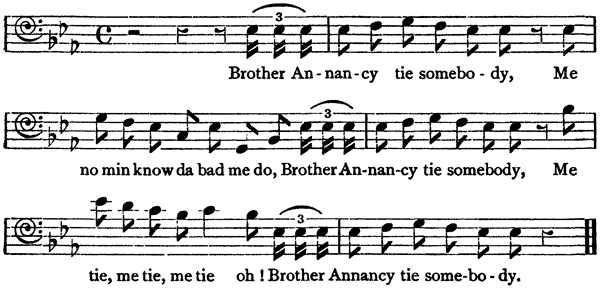 3
Brother An-nan-cy tie somebo-dy, Me
3
3
no min know da bad me do, Brother An-nan-cy tie somebody, Me
3
tie, me tie, me tie oh! Brother Annancy tie some-bo-dy.